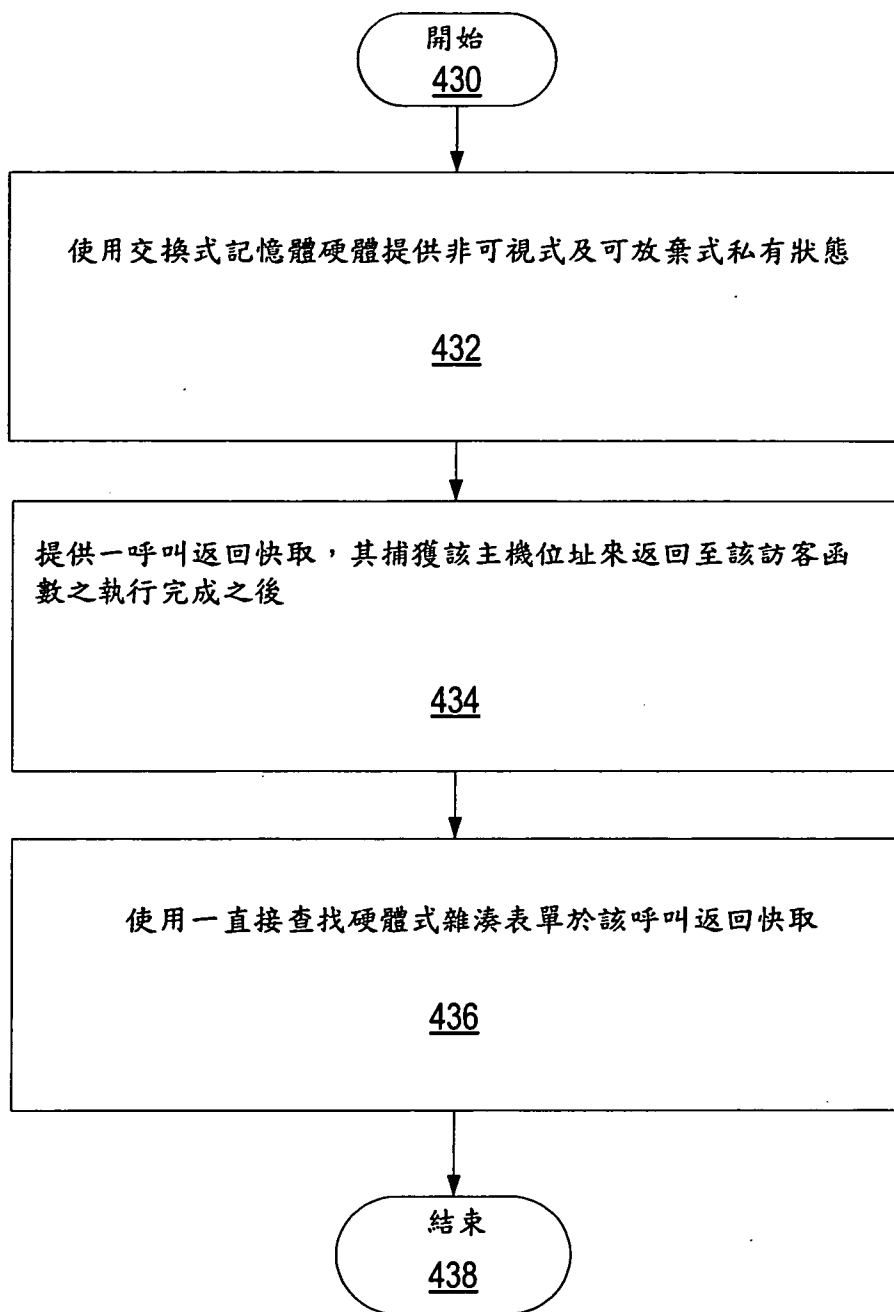 開始
430
使用交換式記憶體硬體提供非可視式及可放棄式私有狀態
432
提供一呼叫返回快取，其捕獲該主機位址來返回至該訪客函
數之執行完成之後
434
使用一直接查找硬體式雜湊表單於該呼叫返回快取
436
結束
438